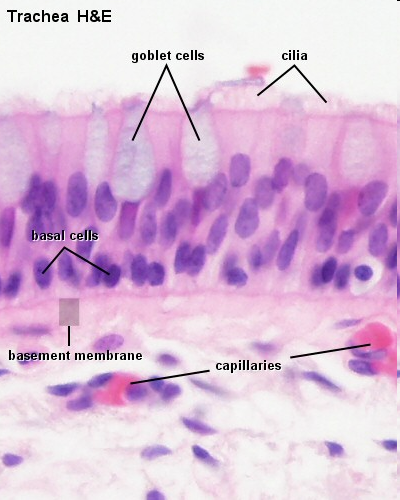 Trachea H&E
goblet cells
cilia
basal cells
basement membrane
capillaries